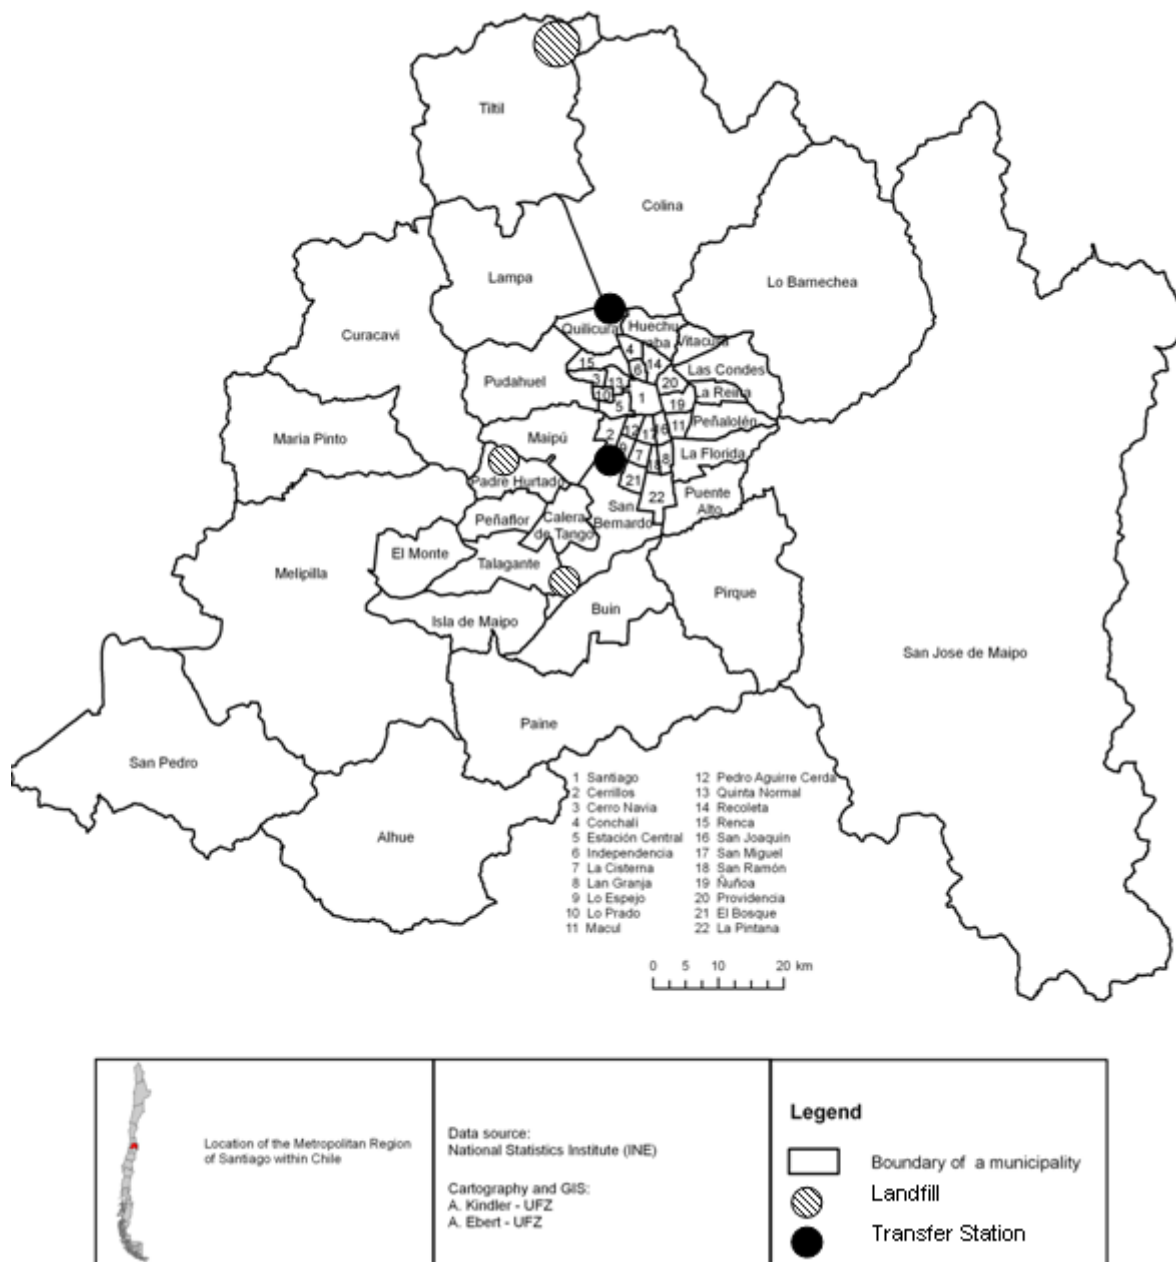 Tiltil
Colina
Lampa
Lo Barnechea
Curacavi
Quilicura
Huechu
raba
Vitacura
4
15
6
14
Las Condes
Pudahuel
3
13
20
10
1
La Reina
5
19
Maria Pinto
Maipú
2
12
17
16
11
Peñalolén
9
7
18
8
La Florida
Padre Hurtado
21
22
Puente
Alto
Peñaflor
Calera
de Tango
San
Bernardo
El Monte
Talagante
Melipilla
Isla de Maipo
Buin
Pirque
San Jose de Maipo
Paine
San Pedro
Alhue
1 Santiago
2 Cerrillos
3 Cerro Navia
4 Conchali
5 Estación Central
6 Independencia
7 La Cisterna
8 Lan Granja
9 Lo Espejo
10 Lo Prado
11 Macul
12 Pedro Aguirre Cerda
13 Quinta Normal
14 Recoleta
15 Renca
16 San Joaquin
17 San Miguel
18 San Ramón
19 Ñuñoa
20 Providencia
21 El Bosque
22 La Pintana
0 5 10 20 km
Location of the Metropolitan Region
of Santiago within Chile
Data source:
National Statistics Institute (INE)
Cartography and GIS:
A. Kindler - UFZ
A. Ebert - UFZ
Legend
Boundary of a municipality
Landfill
Transfer Station